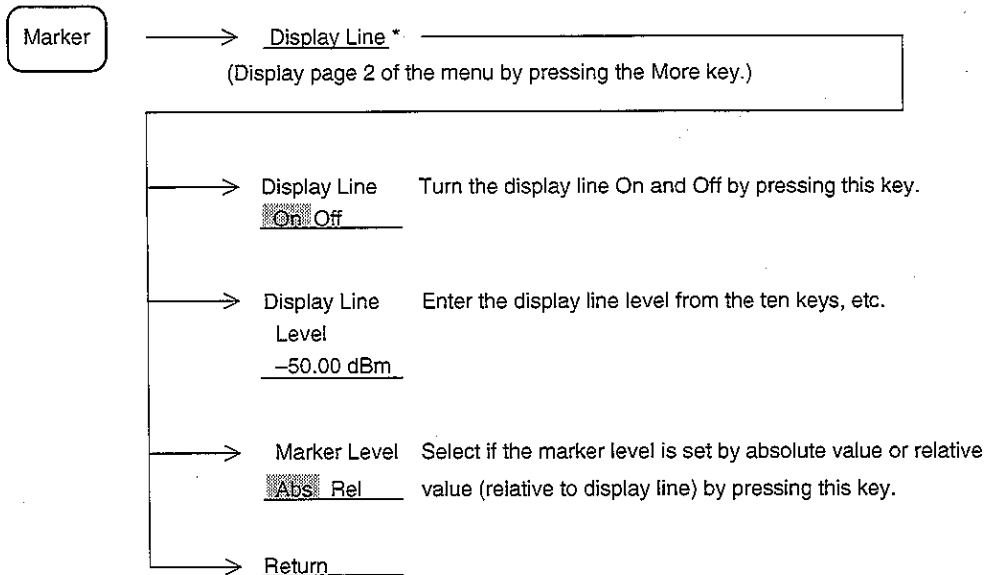 Marker
Display Line *
(Display page 2 of the menu by pressing the More key.)
Display Line Turn the display line On and Off by pressing this key.
On Off
Display Line Enter the display line level from the ten keys, etc.
Level
–50.00 dBm
Marker Level Select if the marker level is set by absolute value or relative
Abs Rel value (relative to display line) by pressing this key.
Return